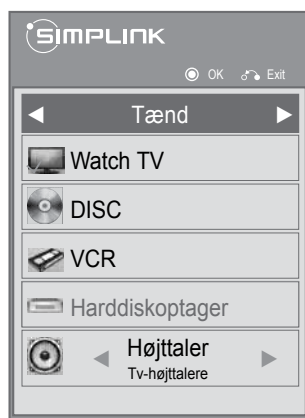 SIMPLINK
OK Exit
Tænd
Watch TV
DISC
VCR
Harddiskoptager
Højttaler
Tv-højttalere